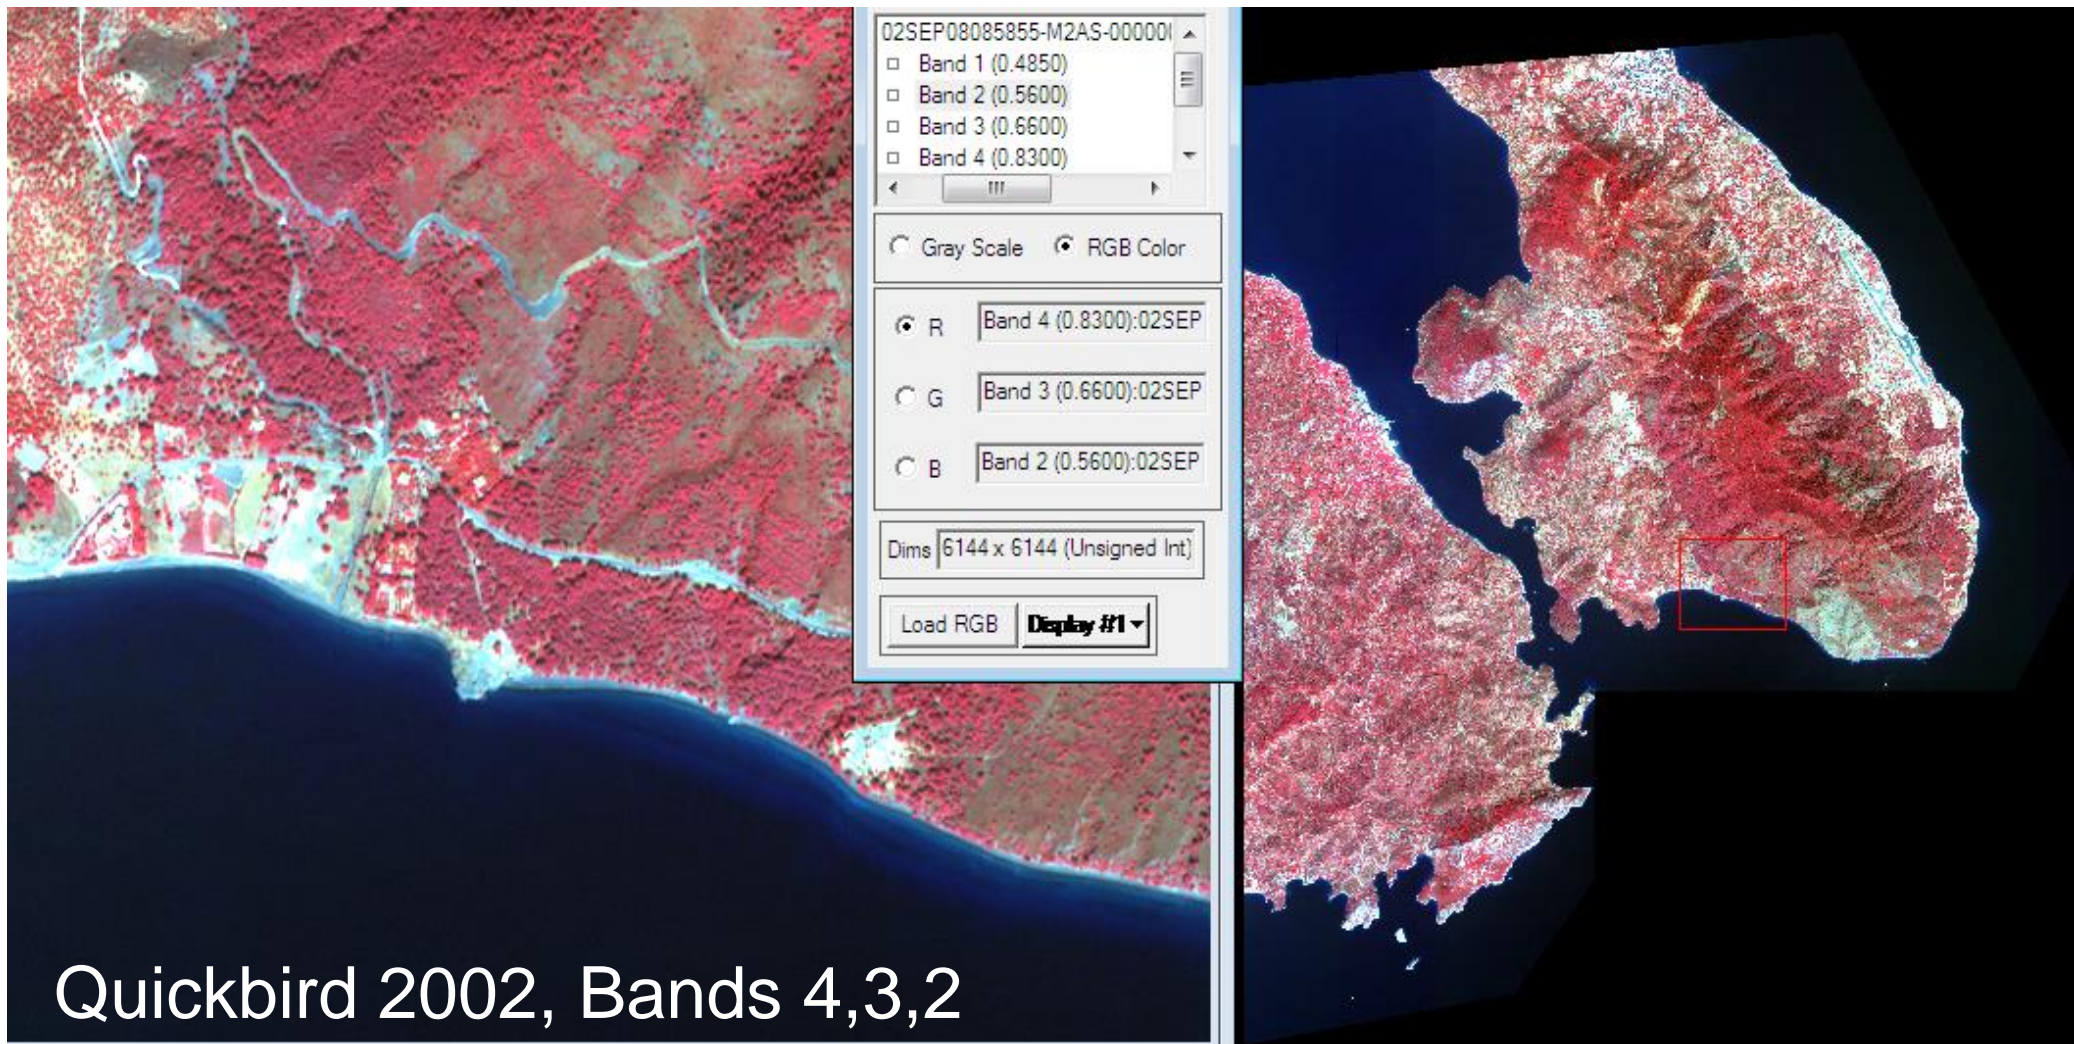 02SEP08085855-M2AS-00000
Band 1 (0.4850)
Band 2 (0.5600)
Band 3 (0.6600)
Band 4 (0.8300)
Gray Scale RGB Color
R Band 4 (0.8300):02SEP
G Band 3 (0.6600):02SEP
B Band 2 (0.5600):02SEP
Dims 6144 x 6144 (Unsigned Int)
Load RGB Display #1
Quickbird 2002, Bands 4,3,2